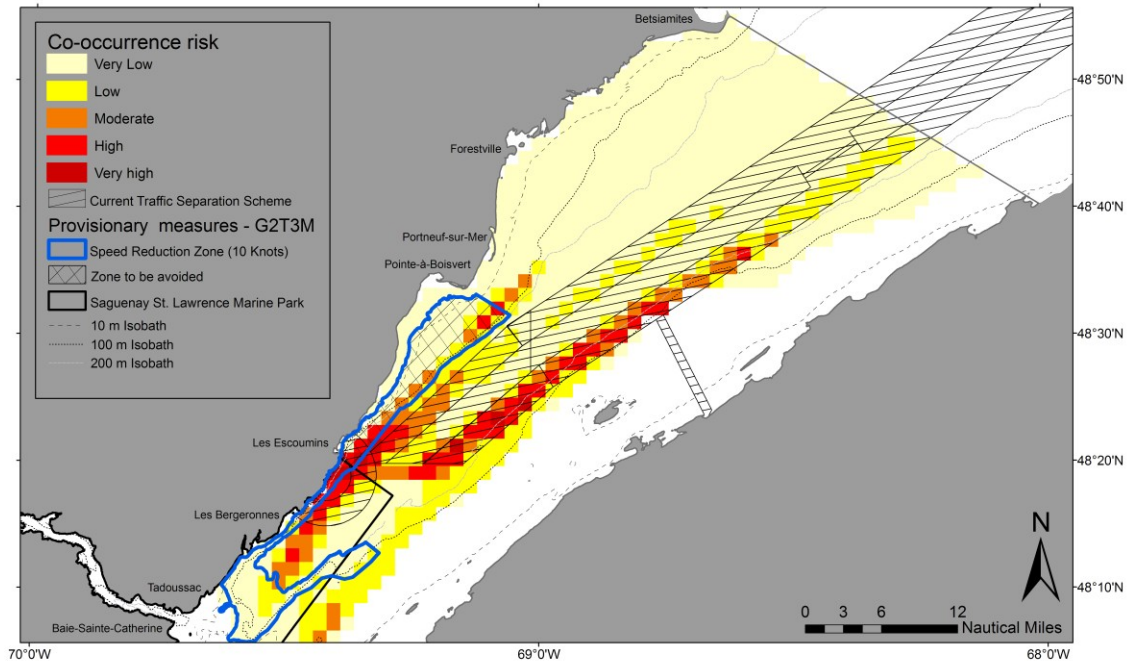 Co-occurrence risk
Very Low
Low
Moderate
High
Very high
Current Traffic Separation Scheme
Provisionary measures - G2T3M
Speed Reduction Zone (10 Knots)
Zone to be avoided
Saguenay St. Lawrence Marine Park
10 m Isobath
100 m Isobath
200 m Isobath
Betsiamites
Forestville
Portneuf-sur-Mer
Pointe-à-Boisvert
Les Escoumins
Les Bergeronnes
Tadoussac
Baie-Sainte-Catherine
48°50'N
48°40'N
48°30'N
48°20'N
48°10'N
N
0 3 6 12
Nautical Miles
70°0'W 69°0'W 68°0'W